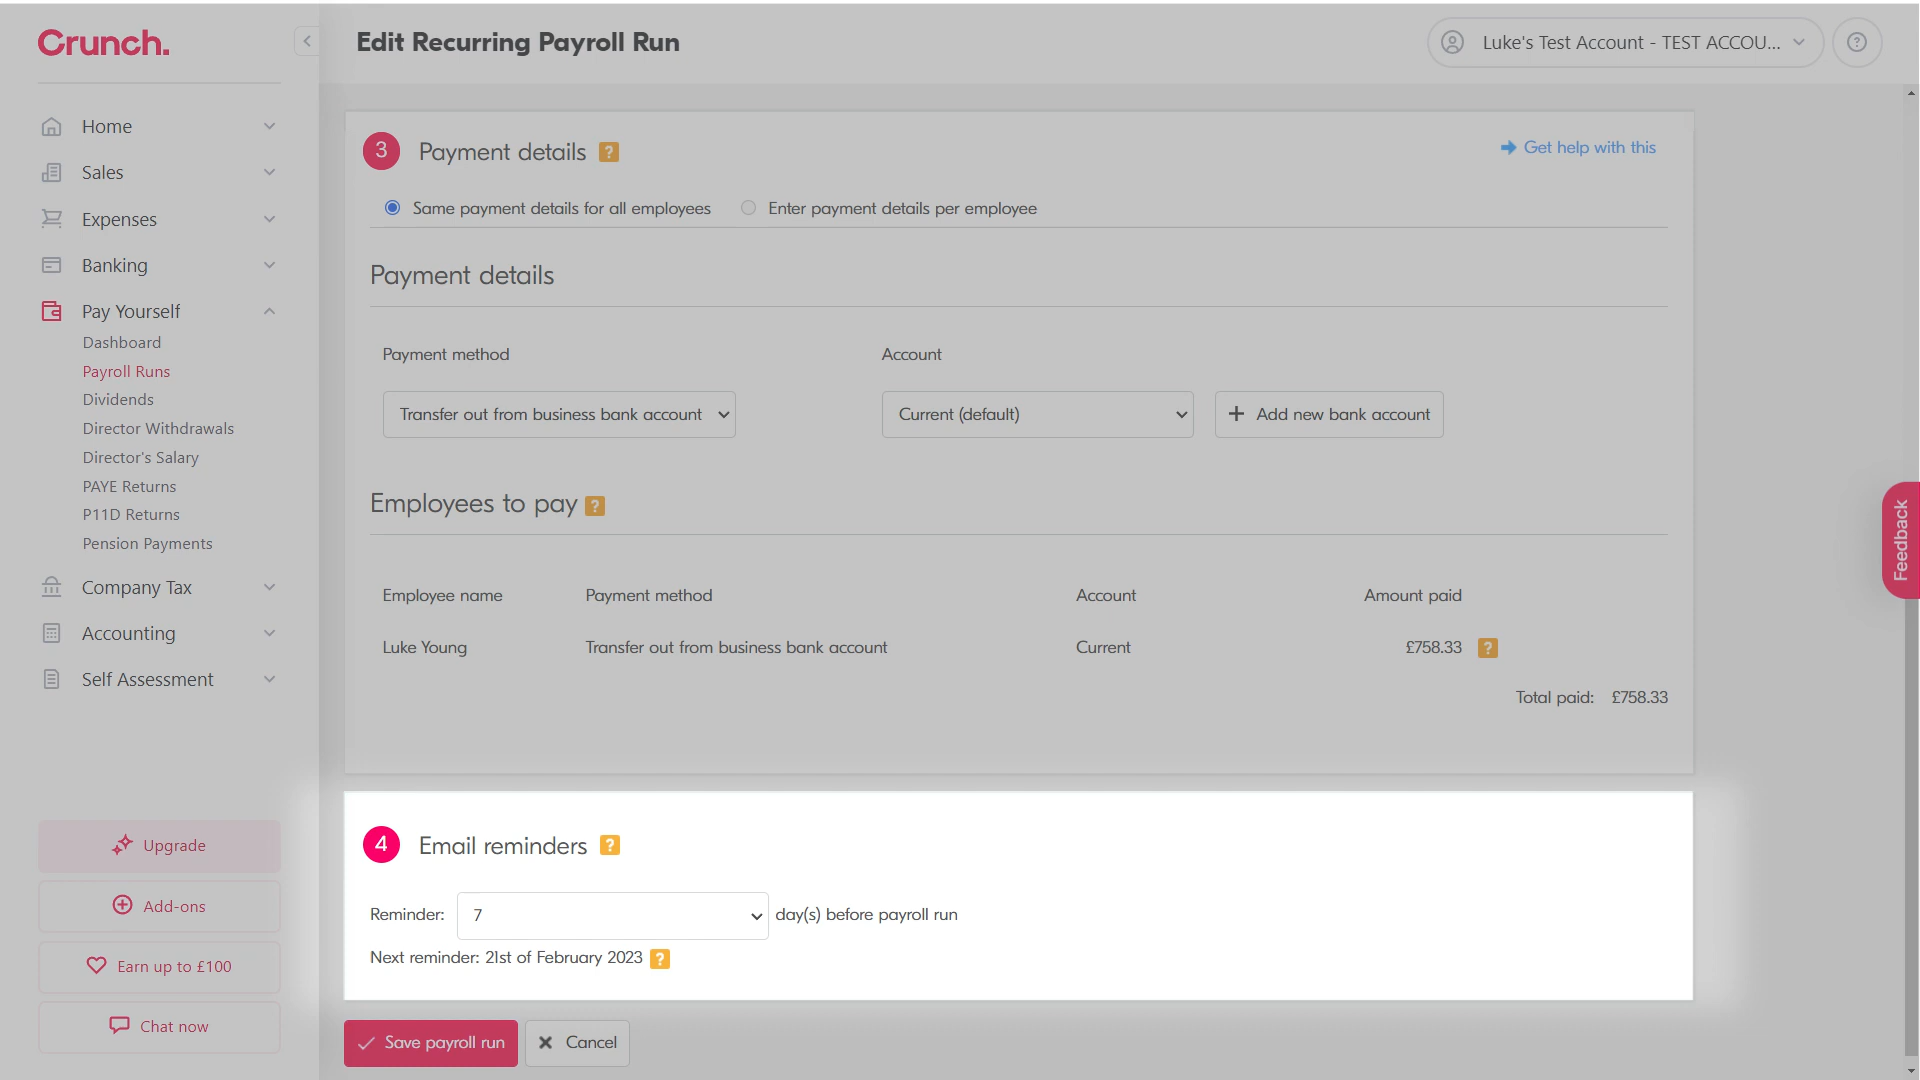 Crunch.
Edit Recurring Payroll Run
Luke's Test Account - TEST ACCOU...
?
Home
Sales
Expenses
Banking
Pay Yourself
Dashboard
Payroll Runs
Dividends
Director Withdrawals
Director's Salary
PAYE Returns
P11D Returns
Pension Payments
Company Tax
Accounting
Self Assessment
Upgrade
Add-ons
Earn up to £100
Chat now
3 Payment details ?
Get help with this
Same payment details for all employees Enter payment details per employee
Payment details
Payment method Account
Transfer out from business bank account Current (default) Add new bank account
Employees to pay ?
Employee name Payment method Account Amount paid
Luke Young Transfer out from business bank account Current £758.33 ?
Total paid: £758.33
4 Email reminders ?
Reminder: 7 day(s) before payroll run
Next reminder: 21st of February 2023 ?
Save payroll run Cancel
Feedback